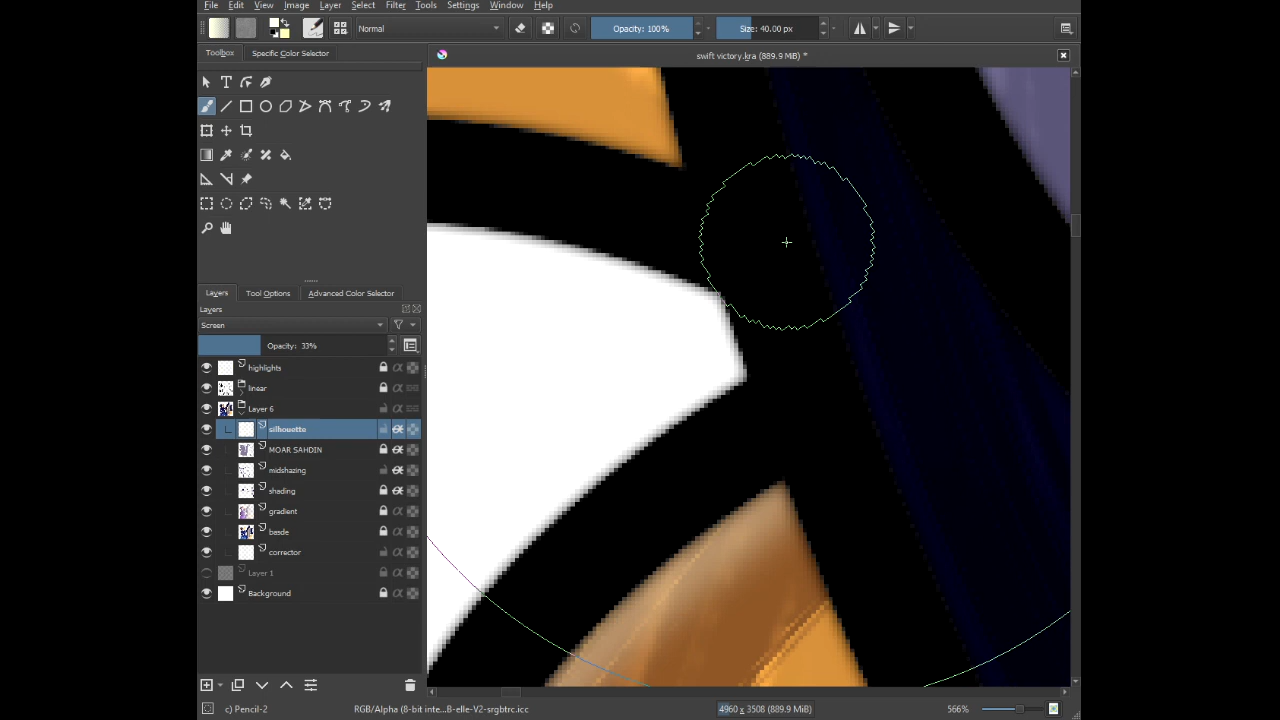 File Edit View Image Layer Select Filter Tools Settings Window Help
Normal Opacity: 100% Size: 40.00 px
Toolbox Specific Color Selector
swift victory.kra (889.9 MiB) *
Layers Tool Options Advanced Color Selector
Layers
Screen
Opacity: 33%
highlights
linear
Layer 6
silhouette
MOAR SAHDIN
midshazing
shading
gradient
basde
corrector
Layer 1
Background
c) Pencil-2 RGB/Alpha (8-bit inte...B-elle-V2-srgbtrc.icc 4960 x 3508 (889.9 MiB) 566%